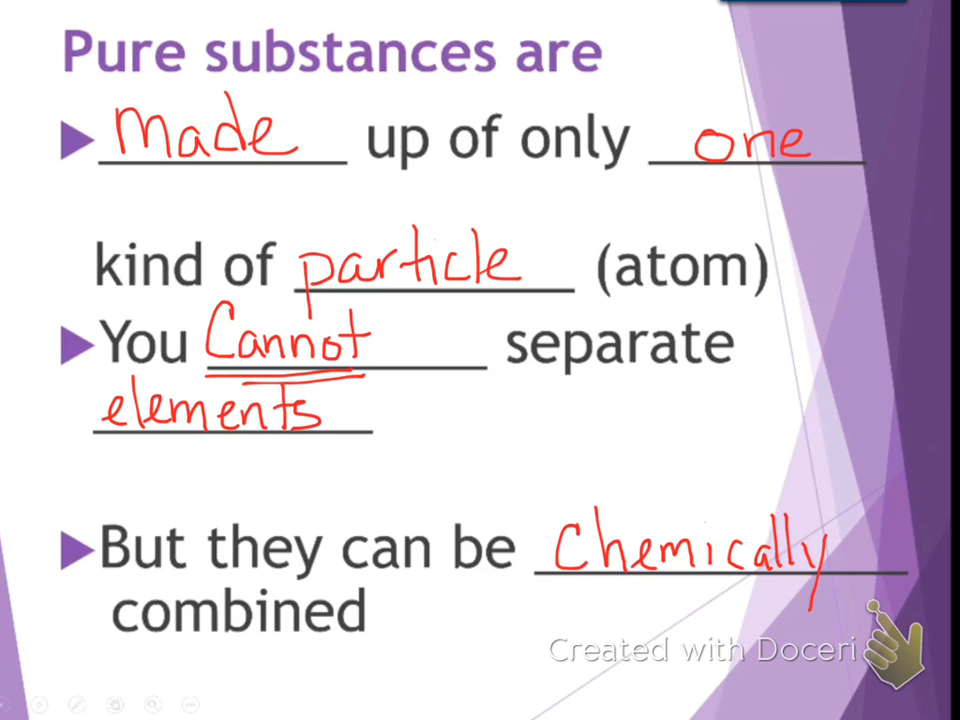 Pure substances are
Made up of only one
kind of particle (atom)
You Cannot separate
elements
But they can be Chemically
combined
Created with Doceri